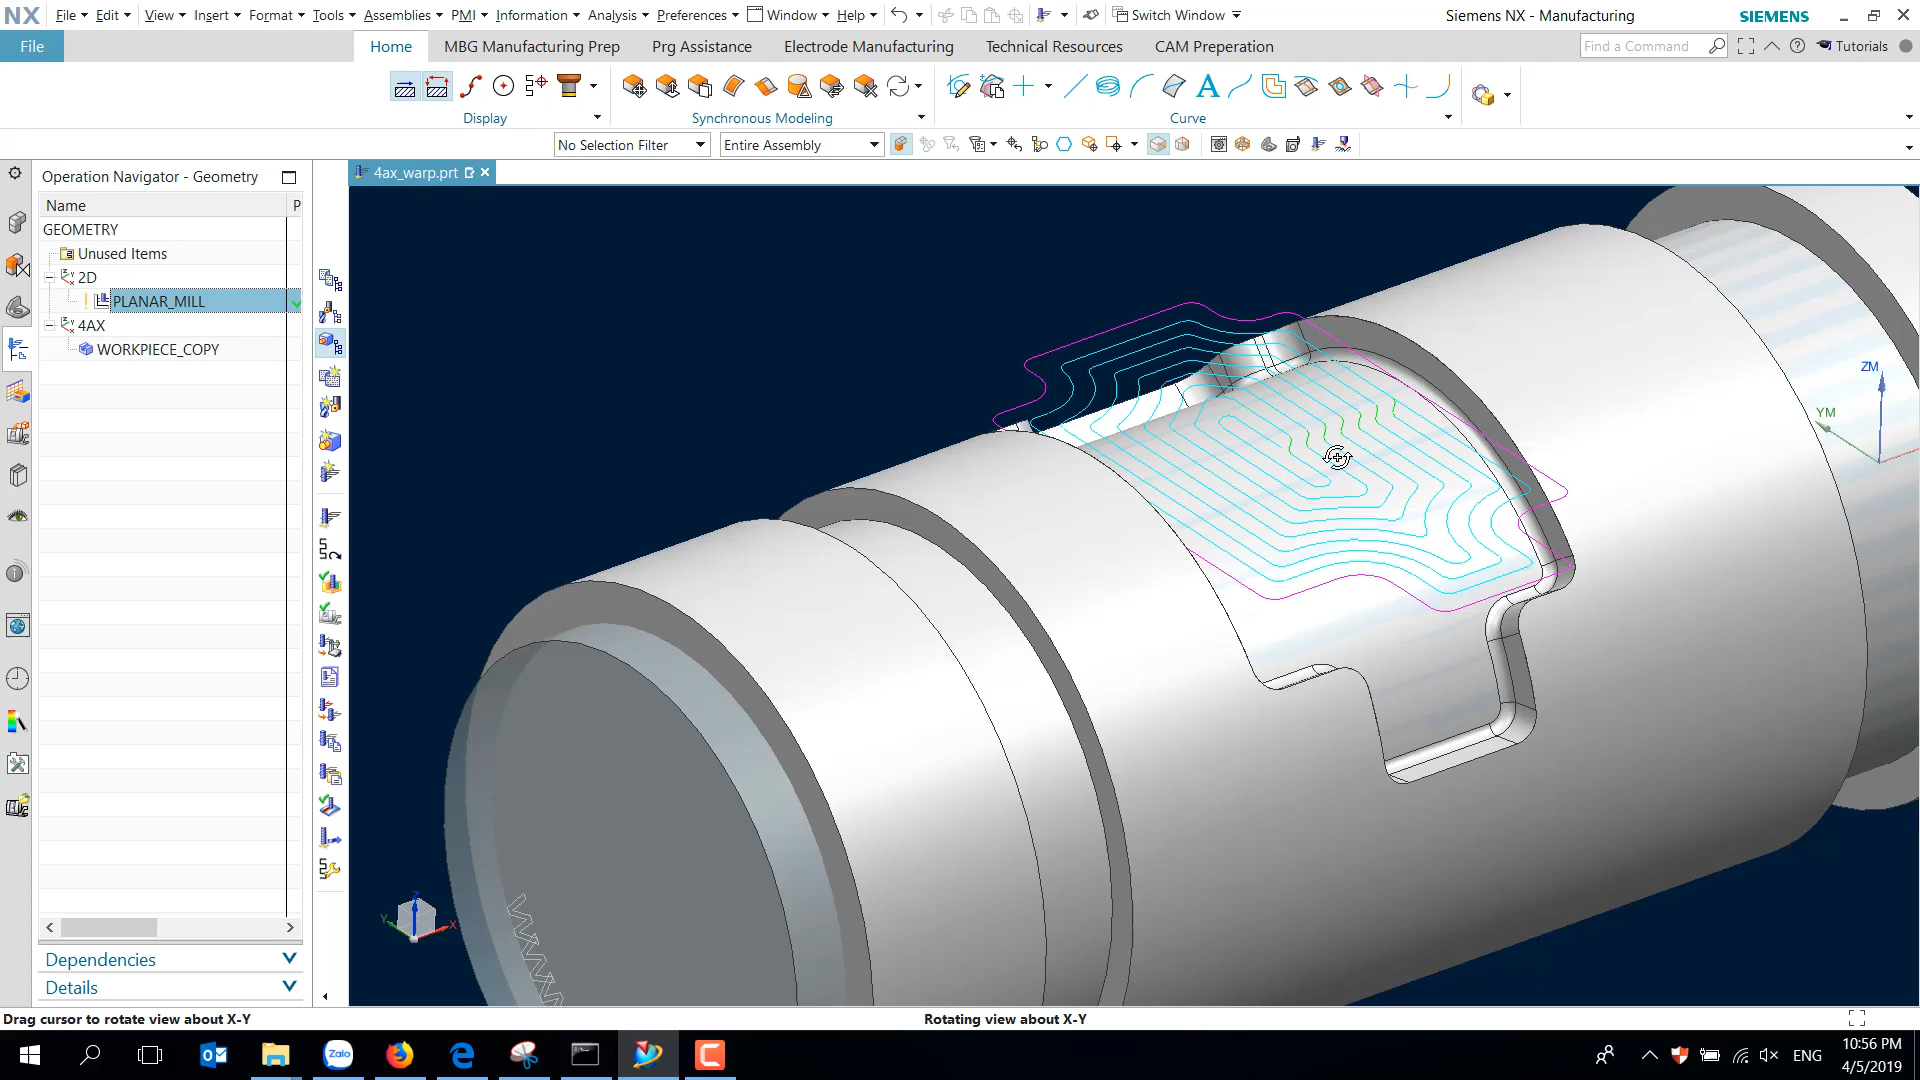 NX File Edit View Insert Format Tools Assemblies PMI Information Analysis Preferences Window Help Switch Window Siemens NX - Manufacturing SIEMENS
File Home MBG Manufacturing Prep Prg Assistance Electrode Manufacturing Technical Resources CAM Preperation Find a Command Tutorials
A
Display Synchronous Modeling Curve
No Selection Filter Entire Assembly
Operation Navigator - Geometry 4ax_warp.prt
Name P
GEOMETRY
Unused Items
2D
PLANAR_MILL
4AX
WORKPIECE_COPY
ZM
YM
Z
Y X
Dependencies
Details
Drag cursor to rotate view about X-Y Rotating view about X-Y
Zalo ENG 10:56 PM
4/5/2019